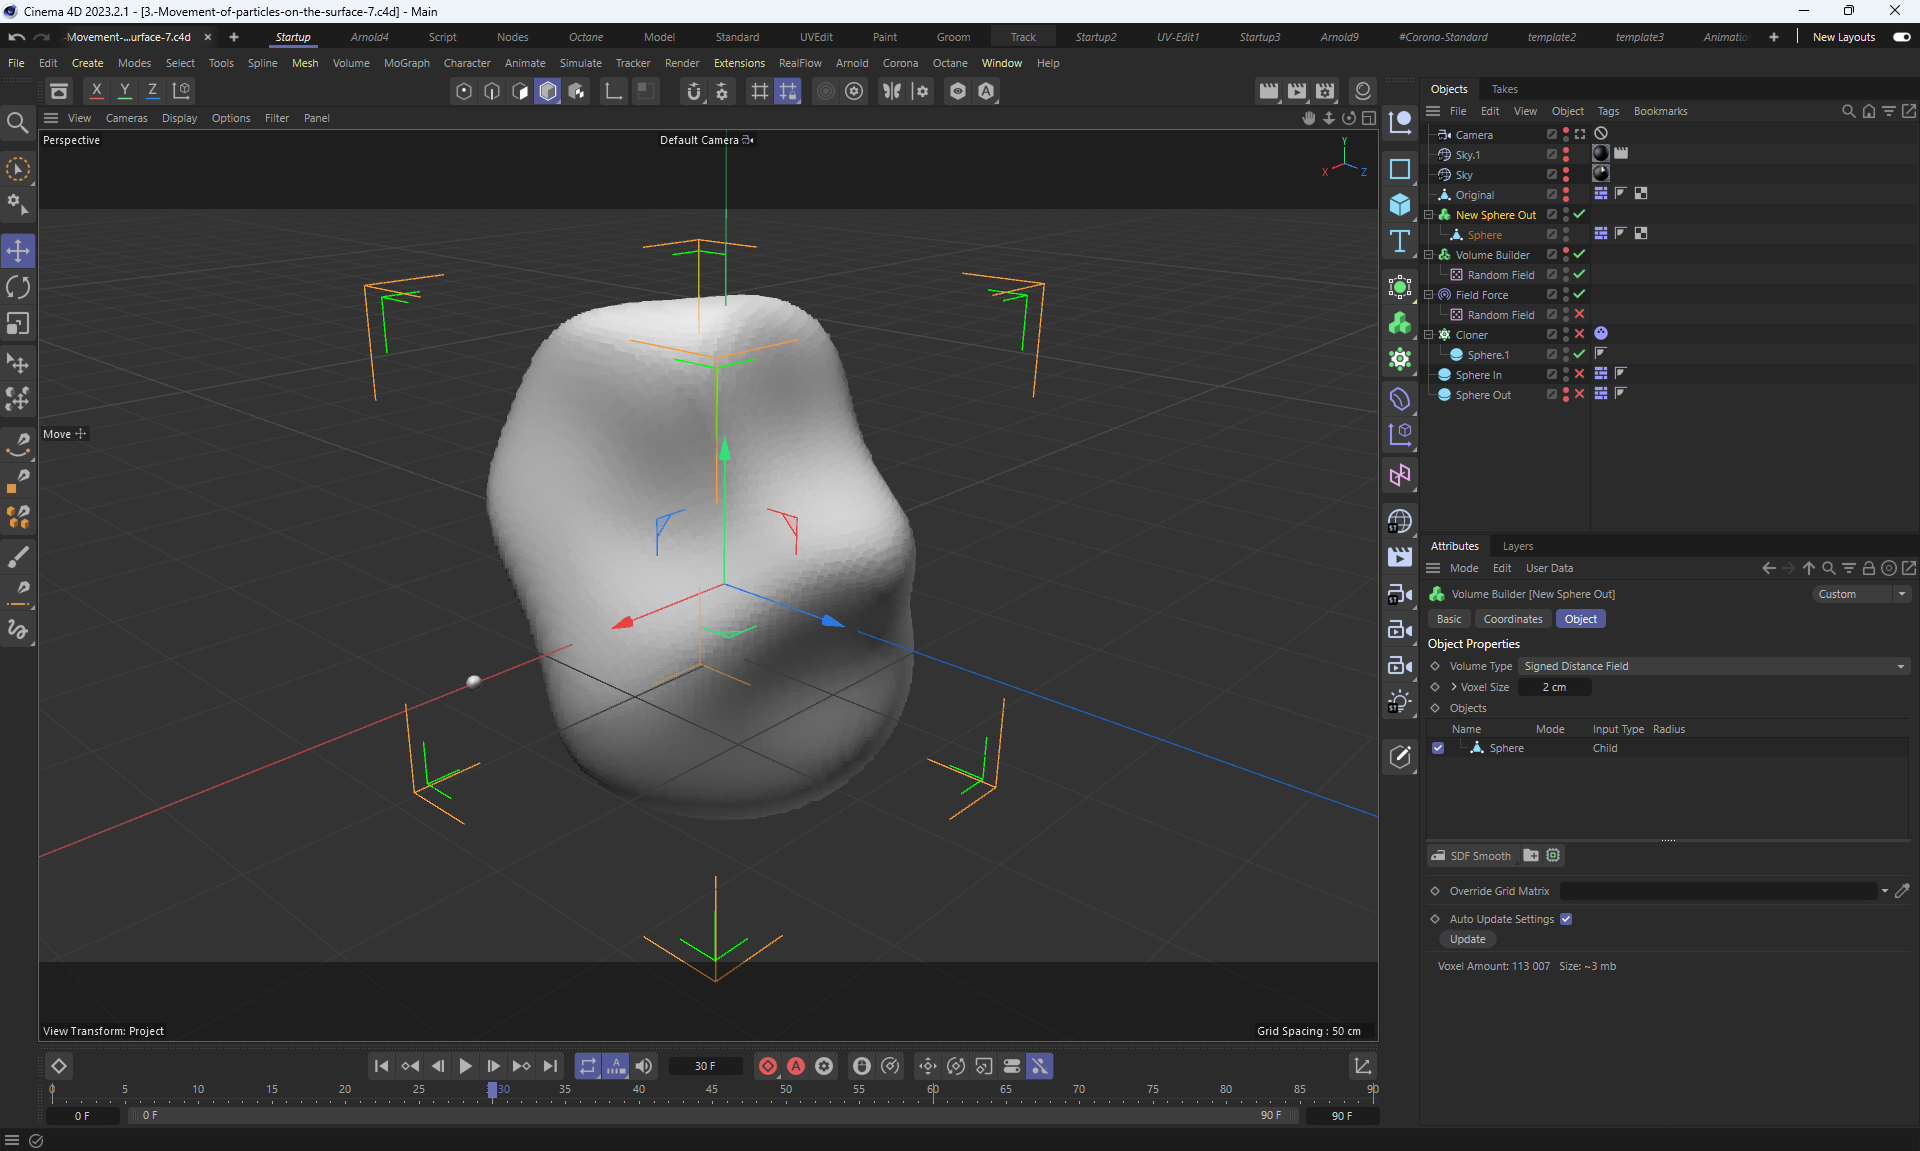 Cinema 4D 2023.2.1 - [3.-Movement-of-particles-on-the-surface-7.c4d] - Main
-Movement-...urface-7.c4d × + Startup Arnold4 Script Nodes Octane Model Standard UVEdit Paint Groom Track Startup2 UV-Edit1 Startup3 Arnold9 #Corona-Standard template2 template3 Animatio + New Layouts
File Edit Create Modes Select Tools Spline Mesh Volume MoGraph Character Animate Simulate Tracker Render Extensions RealFlow Arnold Corona Octane Window Help
X Y Z
Objects Takes
View Cameras Display Options Filter Panel
File Edit View Object Tags Bookmarks
Perspective
Default Camera
Y
X Z
Camera
Sky.1
Sky
Original
New Sphere Out
Sphere
Volume Builder
Random Field
Field Force
Random Field
Cloner
Sphere.1
Sphere In
Sphere Out
Move
ST
Attributes Layers
Mode Edit User Data
Volume Builder [New Sphere Out] Custom
Basic Coordinates Object
Object Properties
Volume Type Signed Distance Field
Voxel Size 2 cm
Objects
Name Mode Input Type Radius
Sphere Child
SDF Smooth
Override Grid Matrix
Auto Update Settings
Update
Voxel Amount: 113 007 Size: ~3 mb
ST
ST
View Transform: Project
Grid Spacing : 50 cm
30 F
0 5 10 15 20 25 30 35 40 45 50 55 60 65 70 75 80 85 90
0 F 0 F 90 F 90 F